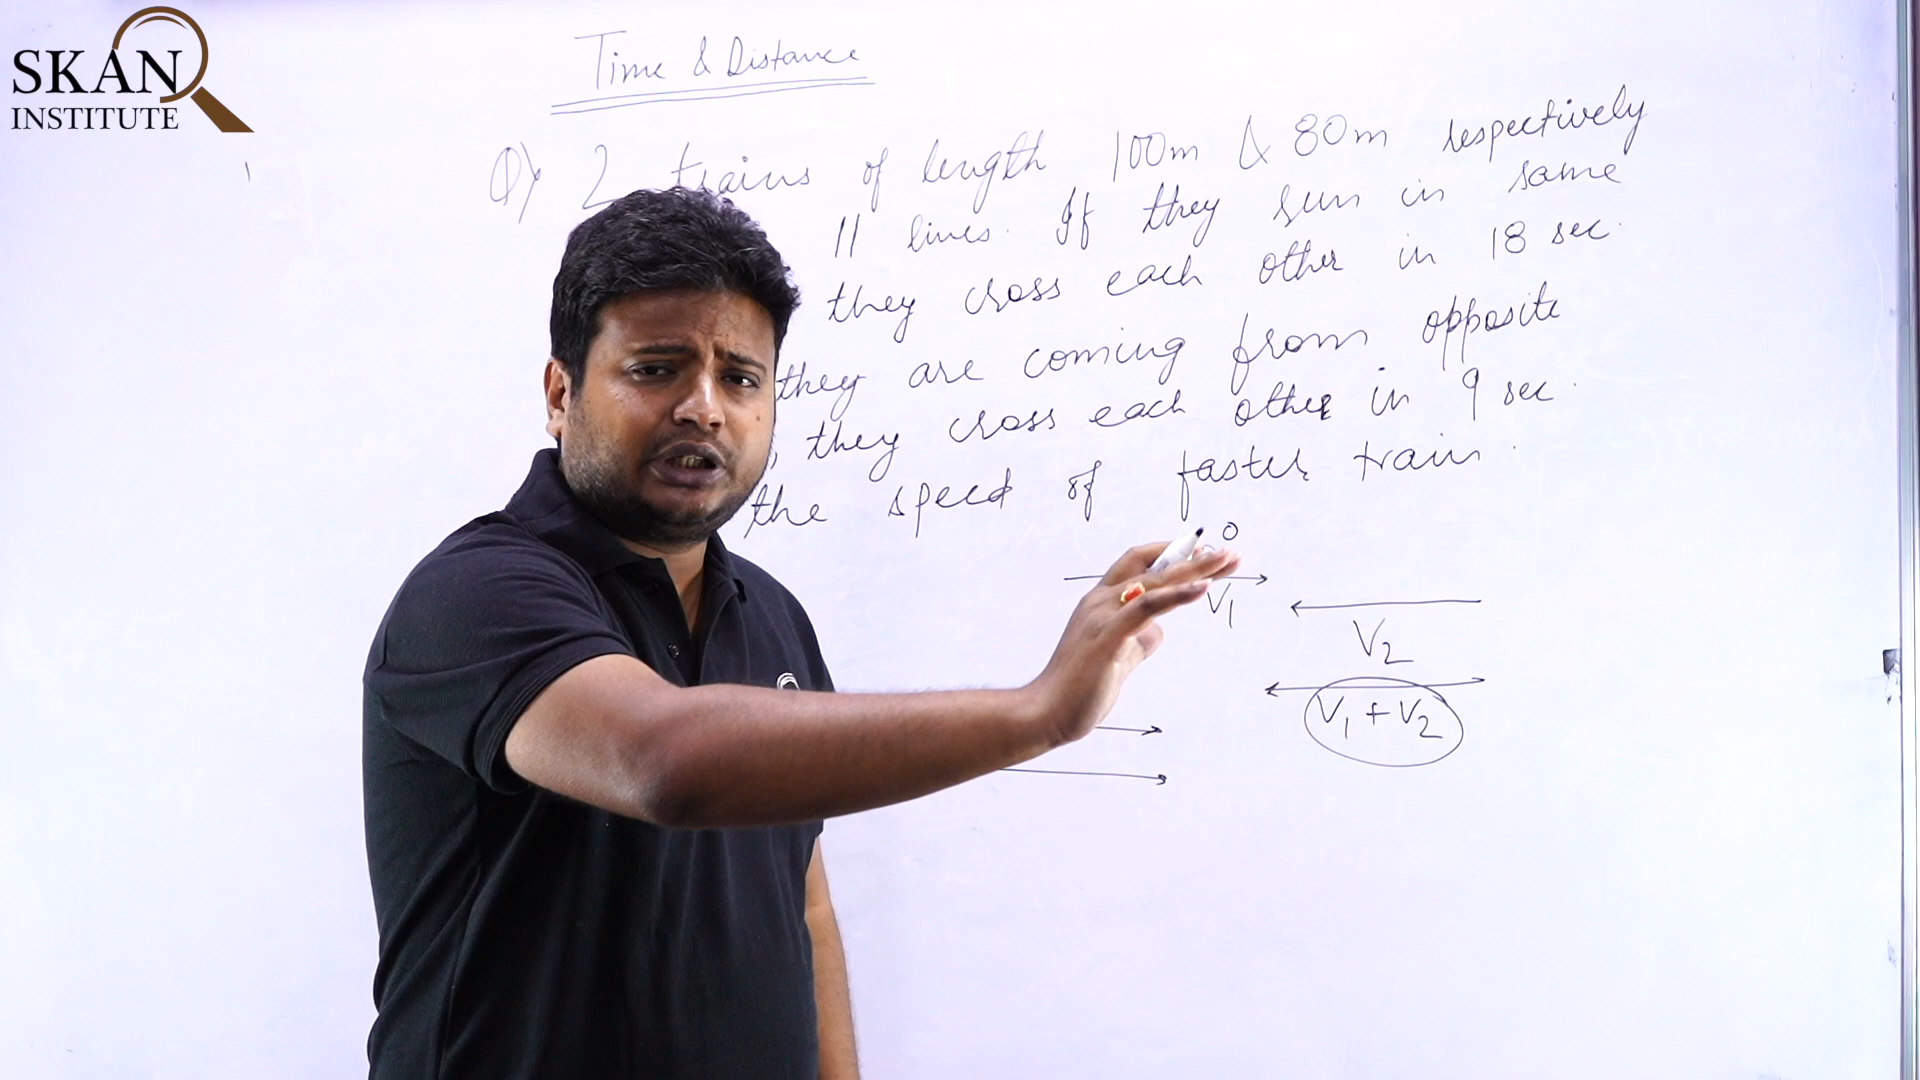 SKAN
INSTITUTE
Time & Distance
Q) 2 trains of length 100m & 80m respectively
|| lines. If they run in same
they cross each other in 18 sec.
they are coming from opposite
, they cross each other in 9 sec.
the speed of faster train.
V1
V2
V1 + V2